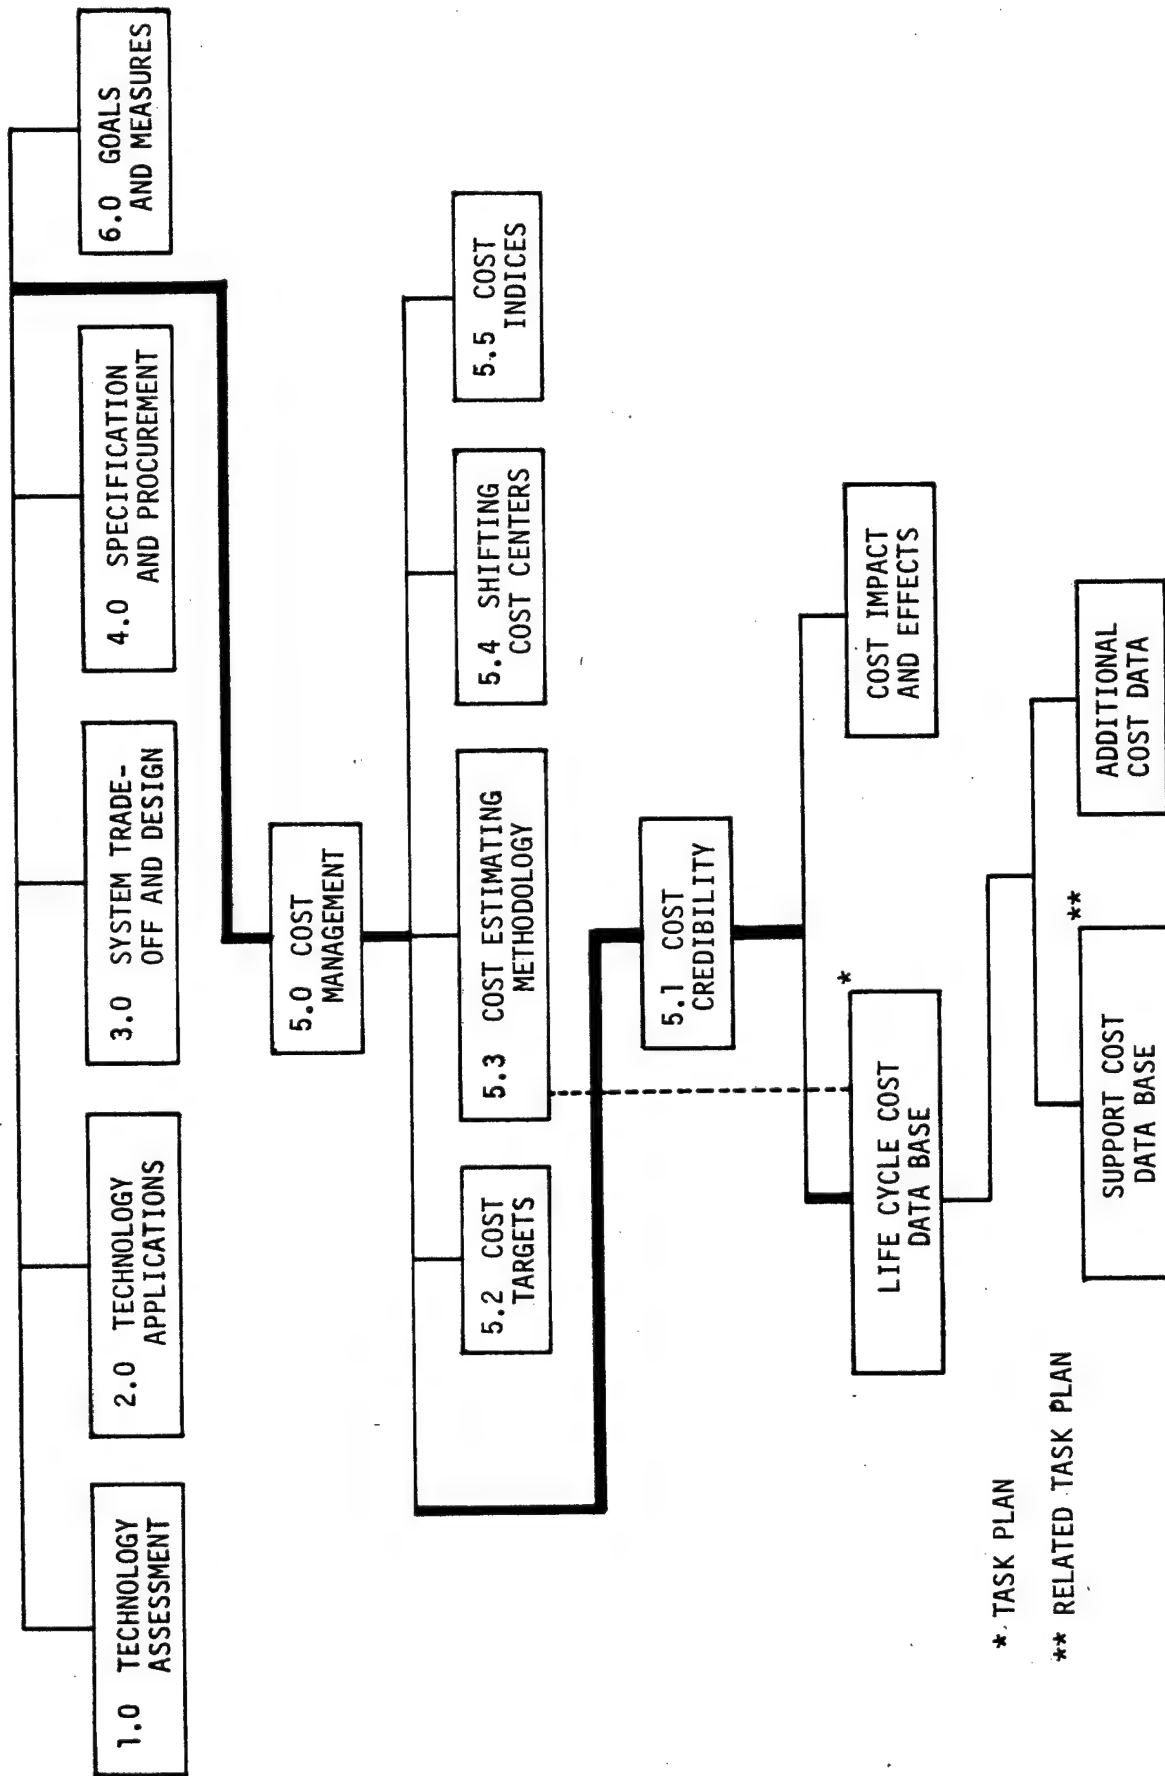 1.0 TECHNOLOGY
ASSESSMENT
2.0 TECHNOLOGY
APPLICATIONS
3.0 SYSTEM TRADE-
OFF AND DESIGN
4.0 SPECIFICATION
AND PROCUREMENT
6.0 GOALS
AND MEASURES
5.0 COST
MANAGEMENT
5.2 COST
TARGETS
5.3 COST ESTIMATING
METHODOLOGY
5.4 SHIFTING
COST CENTERS
5.5 COST
INDICES
5.1 COST
CREDIBILITY
*
LIFE CYCLE COST
DATA BASE
COST IMPACT
AND EFFECTS
**
SUPPORT COST
DATA BASE
ADDITIONAL
COST DATA
* TASK PLAN
** RELATED TASK PLAN